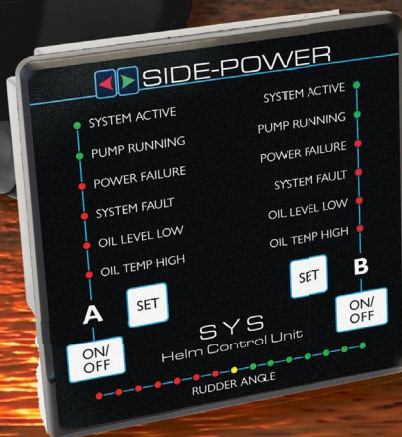 SIDE-POWER
SYSTEM ACTIVE
PUMP RUNNING
POWER FAILURE
SYSTEM FAULT
OIL LEVEL LOW
OIL TEMP HIGH
A
SET
ON/
OFF
SYSTEM ACTIVE
PUMP RUNNING
POWER FAILURE
SYSTEM FAULT
OIL LEVEL LOW
OIL TEMP HIGH
SET
B
ON/
OFF
SYS
Helm Control Unit
RUDDER ANGLE